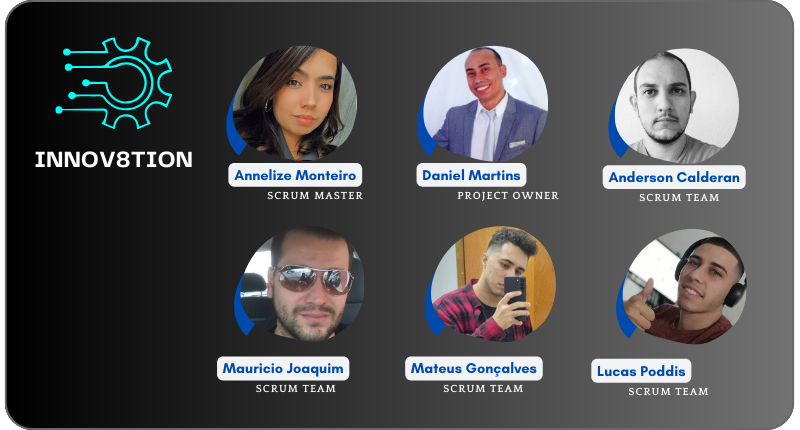 INNOV8TION
Annelize Monteiro
SCRUM MASTER
Daniel Martins
PROJECT OWNER
Anderson Calderan
SCRUM TEAM
Mauricio Joaquim
SCRUM TEAM
Mateus Gonçalves
SCRUM TEAM
Lucas Poddis
SCRUM TEAM